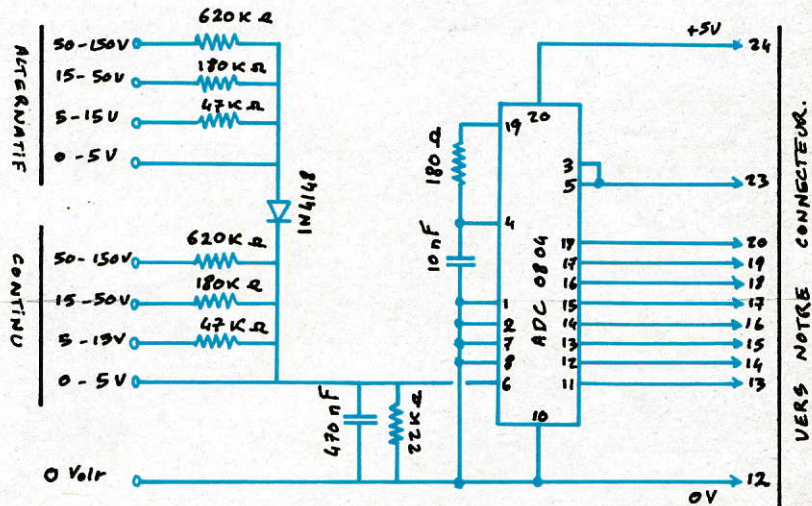 ALTERNATIF
50-150V
620K Ω
15-50V
180K Ω
5-15V
47K Ω
0-5V
1N4148
CONTINU
50-150V
620K Ω
15-50V
180K Ω
5-15V
47K Ω
0-5V
470nF
22KΩ
0 Volt
180 Ω
10nF
ADC 0804
19
4
1
2
7
8
6
20
3
5
18
17
16
15
14
13
12
11
10
+5V
24
23
20
19
18
17
16
15
14
13
12
0V
VERS NOTRE CONNECTEUR.